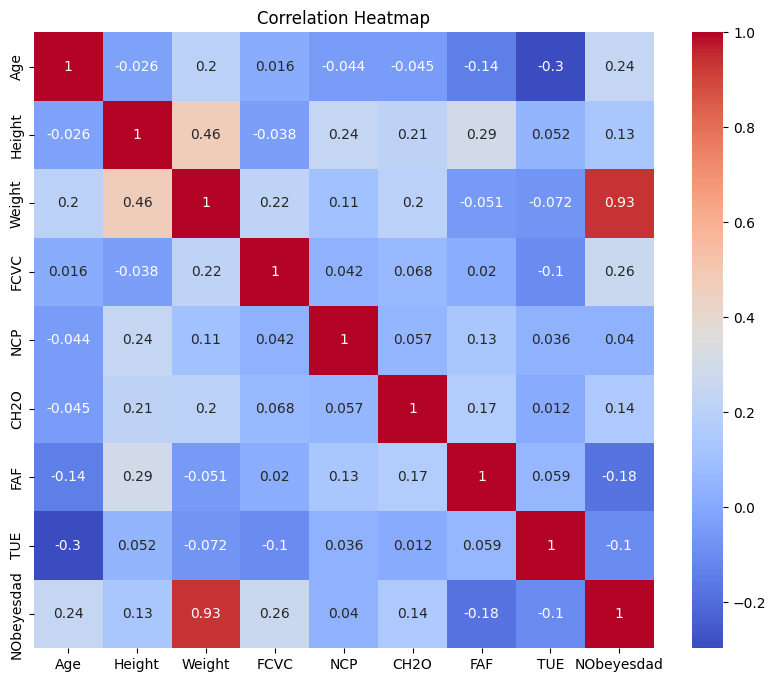 Correlation Heatmap
Age 1 -0.026 0.2 0.016 -0.044 -0.045 -0.14 -0.3 0.24
Height -0.026 1 0.46 -0.038 0.24 0.21 0.29 0.052 0.13
Weight 0.2 0.46 1 0.22 0.11 0.2 -0.051 -0.072 0.93
FCVC 0.016 -0.038 0.22 1 0.042 0.068 0.02 -0.1 0.26
NCP -0.044 0.24 0.11 0.042 1 0.057 0.13 0.036 0.04
CH2O -0.045 0.21 0.2 0.068 0.057 1 0.17 0.012 0.14
FAF -0.14 0.29 -0.051 0.02 0.13 0.17 1 0.059 -0.18
TUE -0.3 0.052 -0.072 -0.1 0.036 0.012 0.059 1 -0.1
NObeyesdad 0.24 0.13 0.93 0.26 0.04 0.14 -0.18 -0.1 1
Age Height Weight FCVC NCP CH2O FAF TUE NObeyesdad
1.0
0.8
0.6
0.4
0.2
0.0
−0.2